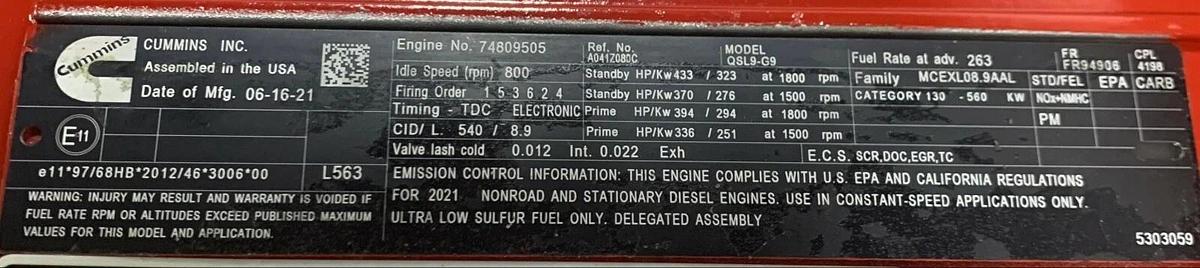 Cummins
CUMMINS INC.
Assembled in the USA
Date of Mfg. 06-16-21
E11
e11*97/68HB*2012/46*3006*00 L563
WARNING: INJURY MAY RESULT AND WARRANTY IS VOIDED IF
FUEL RATE RPM OR ALTITUDES EXCEED PUBLISHED MAXIMUM
VALUES FOR THIS MODEL AND APPLICATION.
Engine No. 74809505
Idle Speed (rpm) 800
Firing Order 1 5 3 6 2 4
Timing - TDC ELECTRONIC
CID/ L. 540 / 8.9
Valve lash cold 0.012 Int. 0.022 Exh
Ref. No.
A041Z080C
MODEL
QSL9-G9
Standby HP/Kw 433 / 323 at 1800 rpm
Standby HP/Kw 370 / 276 at 1500 rpm
Prime HP/Kw 394 / 294 at 1800 rpm
Prime HP/Kw 336 / 251 at 1500 rpm
Fuel Rate at adv. 263
FR
FR94906
CPL
4198
Family MCEXL08.9AAL
STD/FEL EPA CARB
CATEGORY 130 - 560 KW
NOx+NMHC
PM
E.C.S. SCR,DOC,EGR,TC
EMISSION CONTROL INFORMATION: THIS ENGINE COMPLIES WITH U.S. EPA AND CALIFORNIA REGULATIONS
FOR 2021 NONROAD AND STATIONARY DIESEL ENGINES. USE IN CONSTANT-SPEED APPLICATIONS ONLY.
ULTRA LOW SULFUR FUEL ONLY. DELEGATED ASSEMBLY
5303059